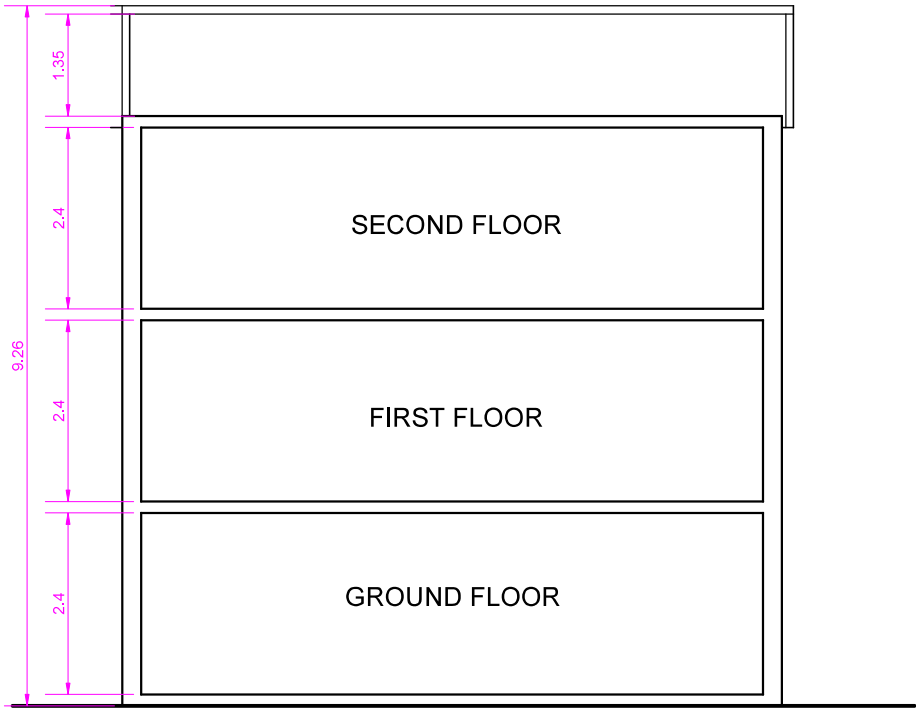 1.35
2.4
SECOND FLOOR
9.26
2.4
FIRST FLOOR
2.4
GROUND FLOOR